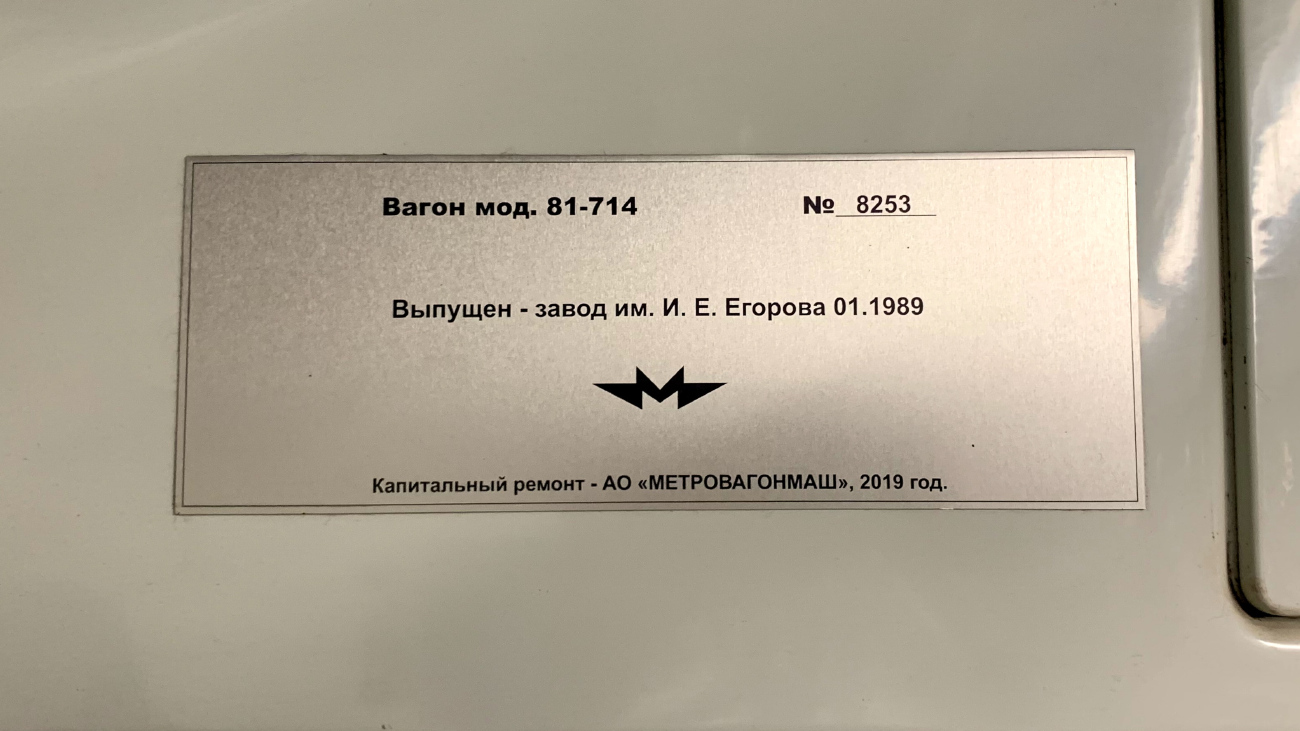 Вагон мод. 81-714 № 8253
Выпущен - завод им. И. Е. Егорова 01.1989
Капитальный ремонт - АО «МЕТРОВАГОНМАШ», 2019 год.